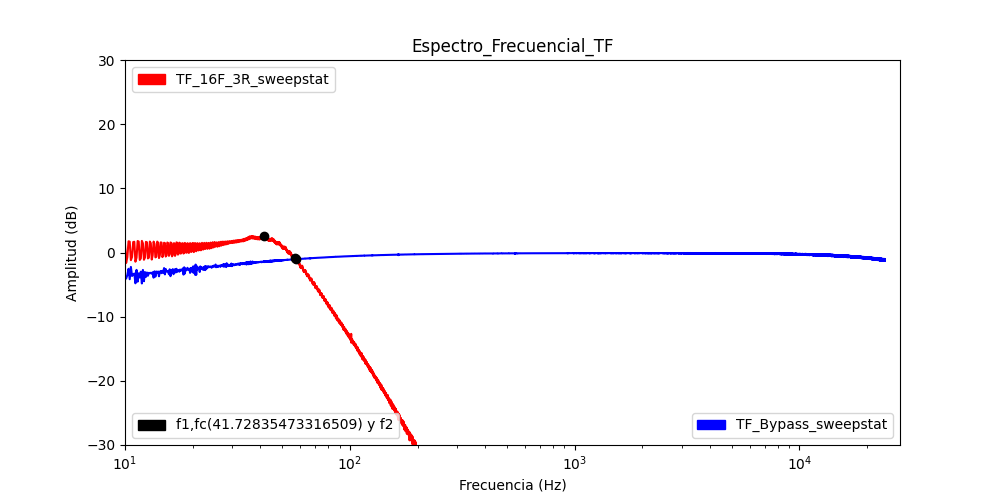 Espectro_Frecuencial_TF
30
20
10
0
−10
−20
−30
Amplitud (dB)
TF_16F_3R_sweepstat
f1,fc(41.72835473316509) y f2
TF_Bypass_sweepstat
10¹
10²
10³
10⁴
Frecuencia (Hz)